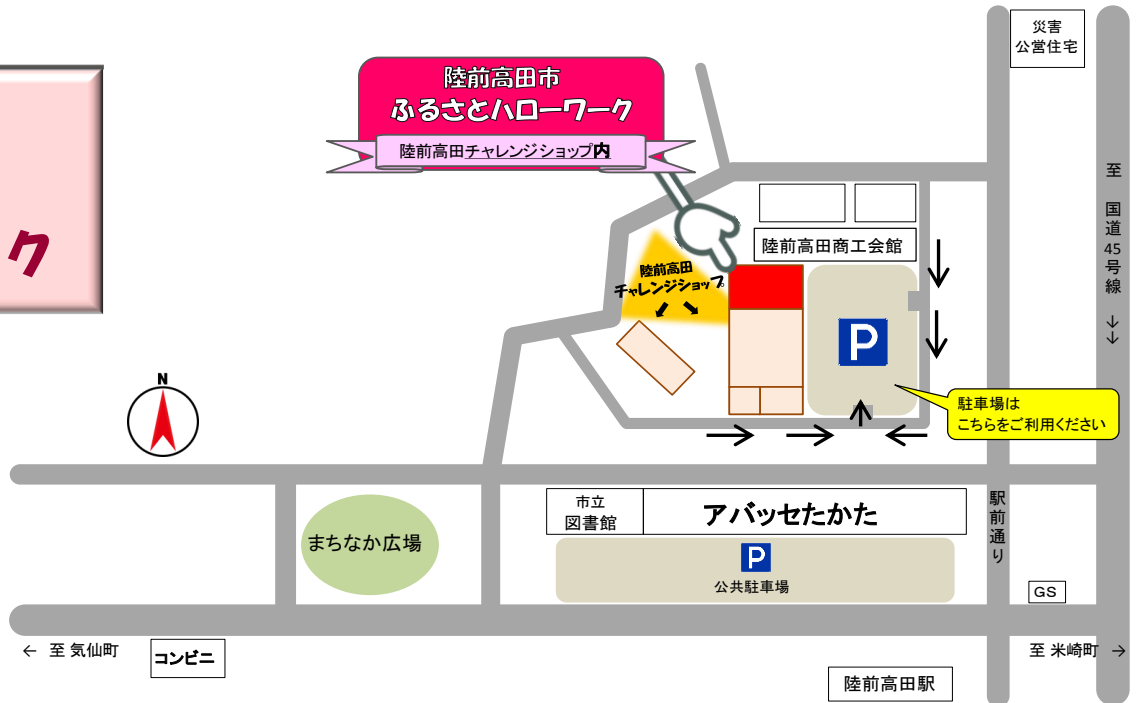 災害
公営住宅
陸前高田市
ふるさとハローワーク
陸前高田チャレンジショップ内
至 国道45号線 ↓↓
ク
陸前高田商工会館
陸前高田
チャレンジショップ
P
N
駐車場は
こちらをご利用ください
市立
図書館
アバッセたかた
駅前通り
まちなか広場
P
公共駐車場
GS
← 至 気仙町
コンビニ
至 米崎町 →
陸前高田駅